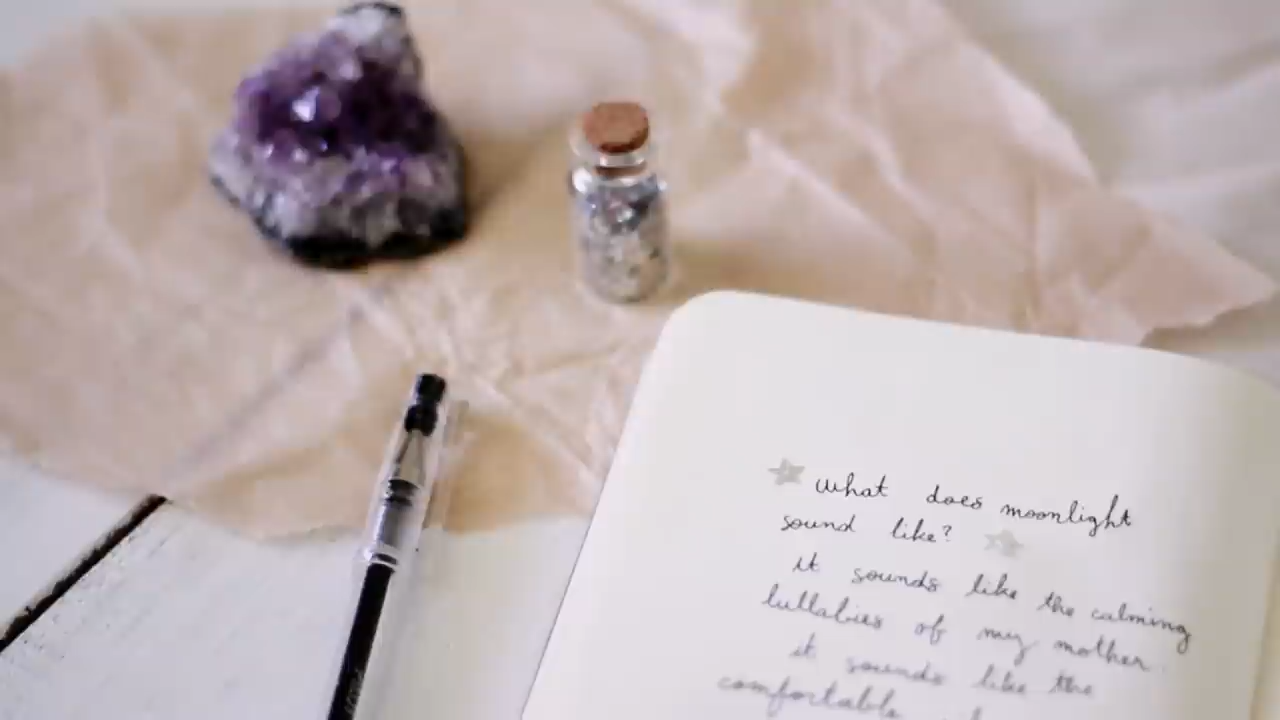 what does moonlight
sound like?
it sounds like the calming
lullabies of my mother.
it sounds like the
comfortable